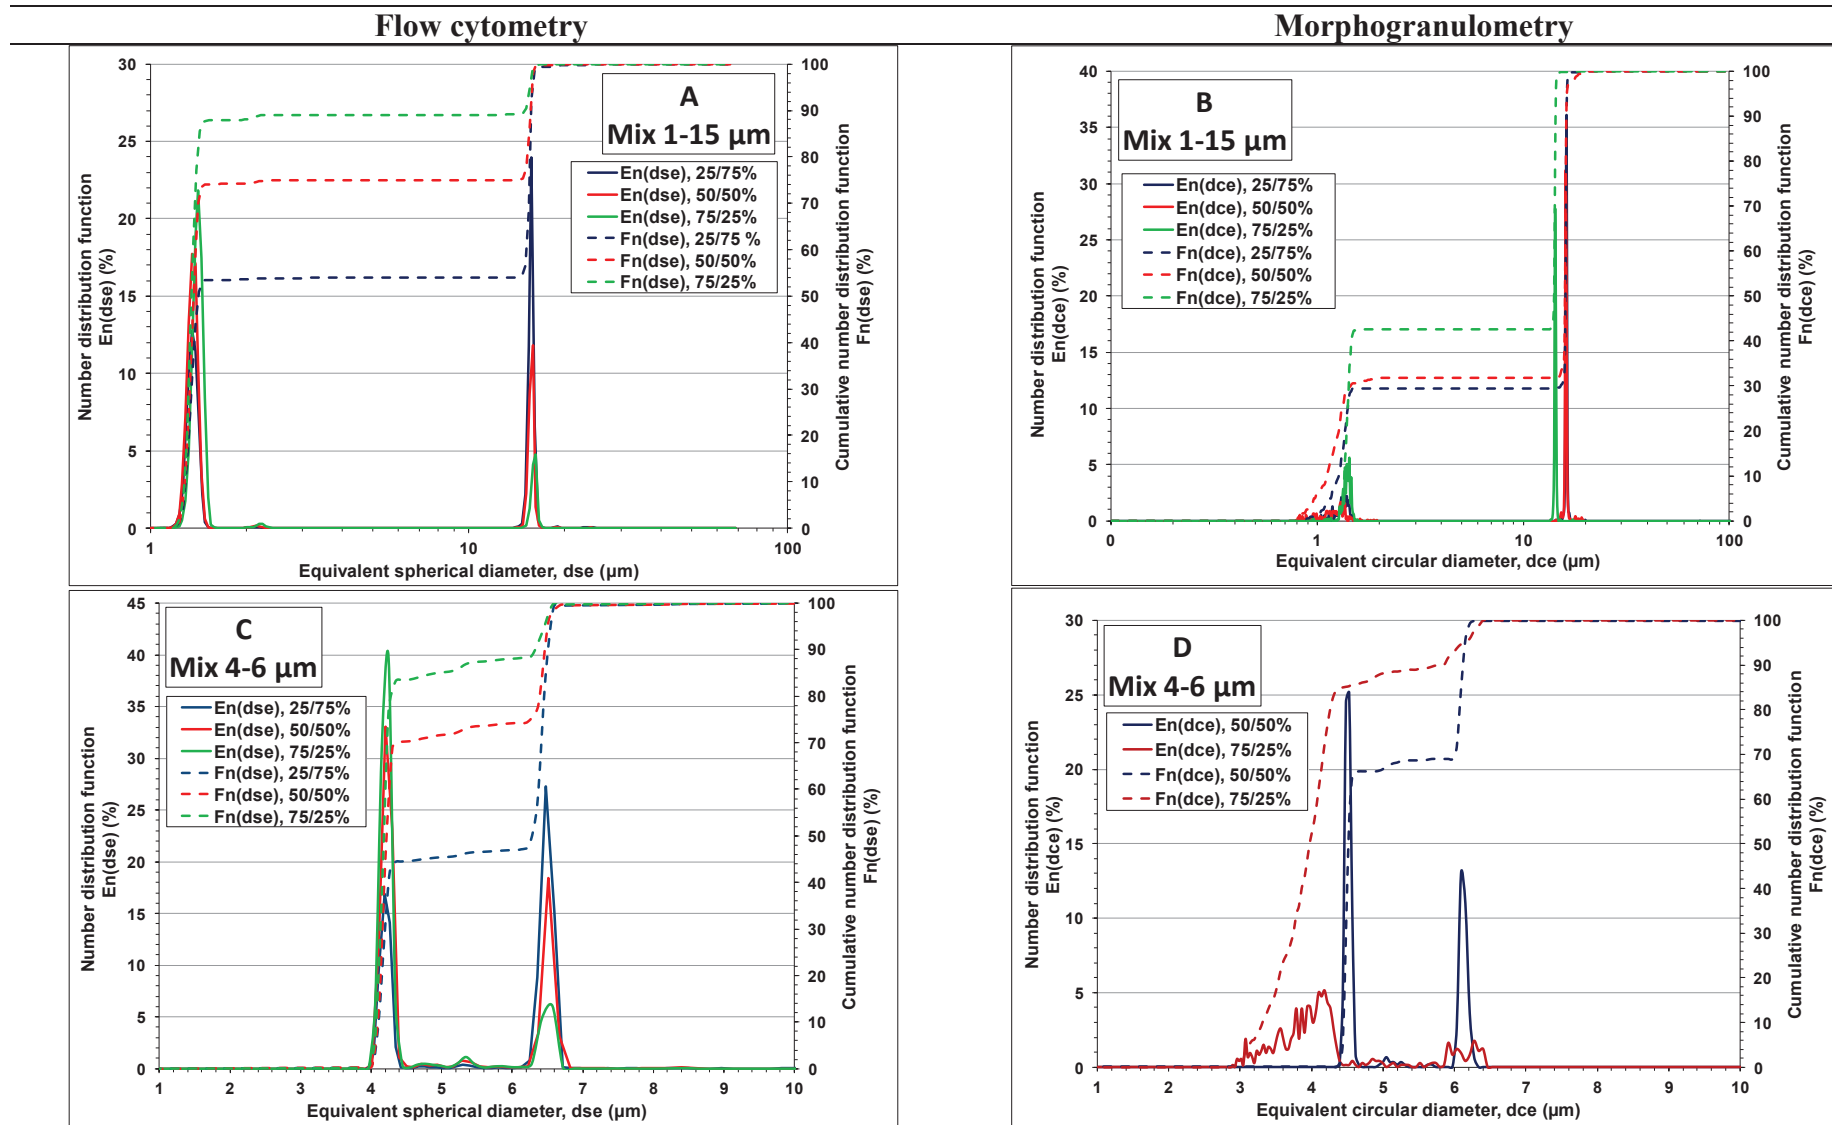 Flow cytometry
Morphogranulometry
A
Mix 1-15 µm
En(dse), 25/75%
En(dse), 50/50%
En(dse), 75/25%
Fn(dse), 25/75 %
Fn(dse), 50/50%
Fn(dse), 75/25%
Number distribution function
En(dse) (%)
30
25
20
15
10
5
0
100
90
80
70
60
50
40
30
20
10
0
Cumulative number distribution function
Fn(dse) (%)
1
10
100
Equivalent spherical diameter, dse (µm)
B
Mix 1-15 µm
En(dce), 25/75%
En(dce), 50/50%
En(dce), 75/25%
Fn(dce), 25/75%
Fn(dce), 50/50%
Fn(dce), 75/25%
Number distribution function
En(dce) (%)
40
35
30
25
20
15
10
5
0
100
90
80
70
60
50
40
30
20
10
0
Cumulative number distribution function
Fn(dce) (%)
0
1
10
100
Equivalent circular diameter, dce (µm)
C
Mix 4-6 µm
En(dse), 25/75%
En(dse), 50/50%
En(dse), 75/25%
Fn(dse), 25/75%
Fn(dse), 50/50%
Fn(dse), 75/25%
Number distribution function
En(dse) (%)
45
40
35
30
25
20
15
10
5
0
100
90
80
70
60
50
40
30
20
10
0
Cumulative number distribution function
Fn(dse) (%)
1
2
3
4
5
6
7
8
9
10
Equivalent spherical diameter, dse (µm)
D
Mix 4-6 µm
En(dce), 50/50%
En(dce), 75/25%
Fn(dce), 50/50%
Fn(dce), 75/25%
Number distribution function
En(dce) (%)
30
25
20
15
10
5
0
100
90
80
70
60
50
40
30
20
10
0
Cumulative number distribution function
Fn(dce) (%)
1
2
3
4
5
6
7
8
9
10
Equivalent circular diameter, dce (µm)